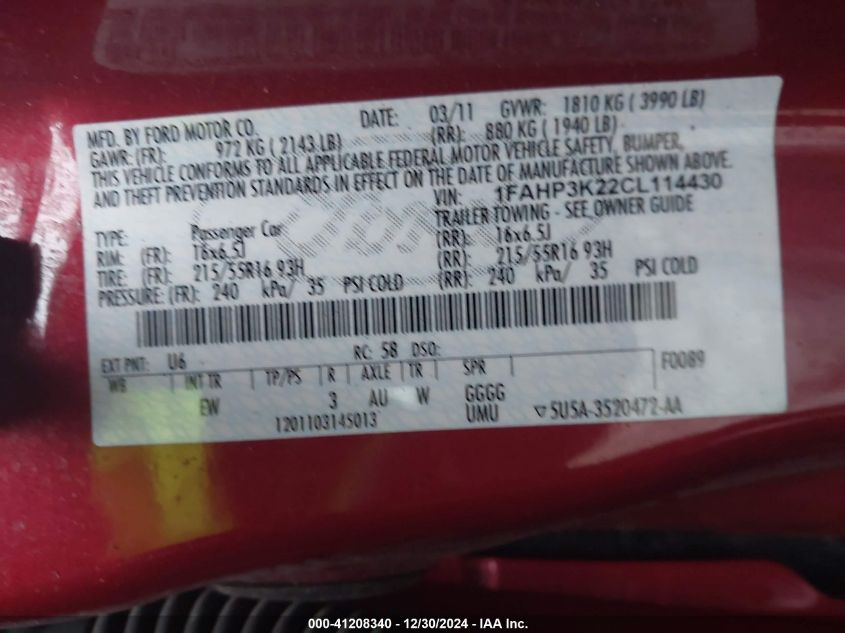 MFD. BY FORD MOTOR CO. DATE: 03/11 GVWR: 1810 KG ( 3990 LB)
GAWR: (FR): 972 KG ( 2143 LB) (RR): 880 KG ( 1940 LB)
THIS VEHICLE CONFORMS TO ALL APPLICABLE FEDERAL MOTOR VEHICLE SAFETY, BUMPER,
AND THEFT PREVENTION STANDARDS IN EFFECT ON THE DATE OF MANUFACTURE SHOWN ABOVE.
VIN: 1FAHP3K22CL114430
TYPE: Passenger Car TRAILER TOWING - SEE OWNER GUIDE
RIM: (FR): 16x6.5J (RR): 16x6.5J
TIRE: (FR): 215/55R16 93H (RR): 215/55R16 93H
PRESSURE: (FR): 240 kPa/ 35 PSI COLD (RR): 240 kPa/ 35 PSI COLD
EXT PNT: U6 RC: 58 DSO: F0089
WB INT TR TP/PS R AXLE TR SPR
EW 3 AU W GGGG
1201103145013 UMU ▽5U5A-3520472-AA
000-41208340 - 12/30/2024 - IAA Inc.